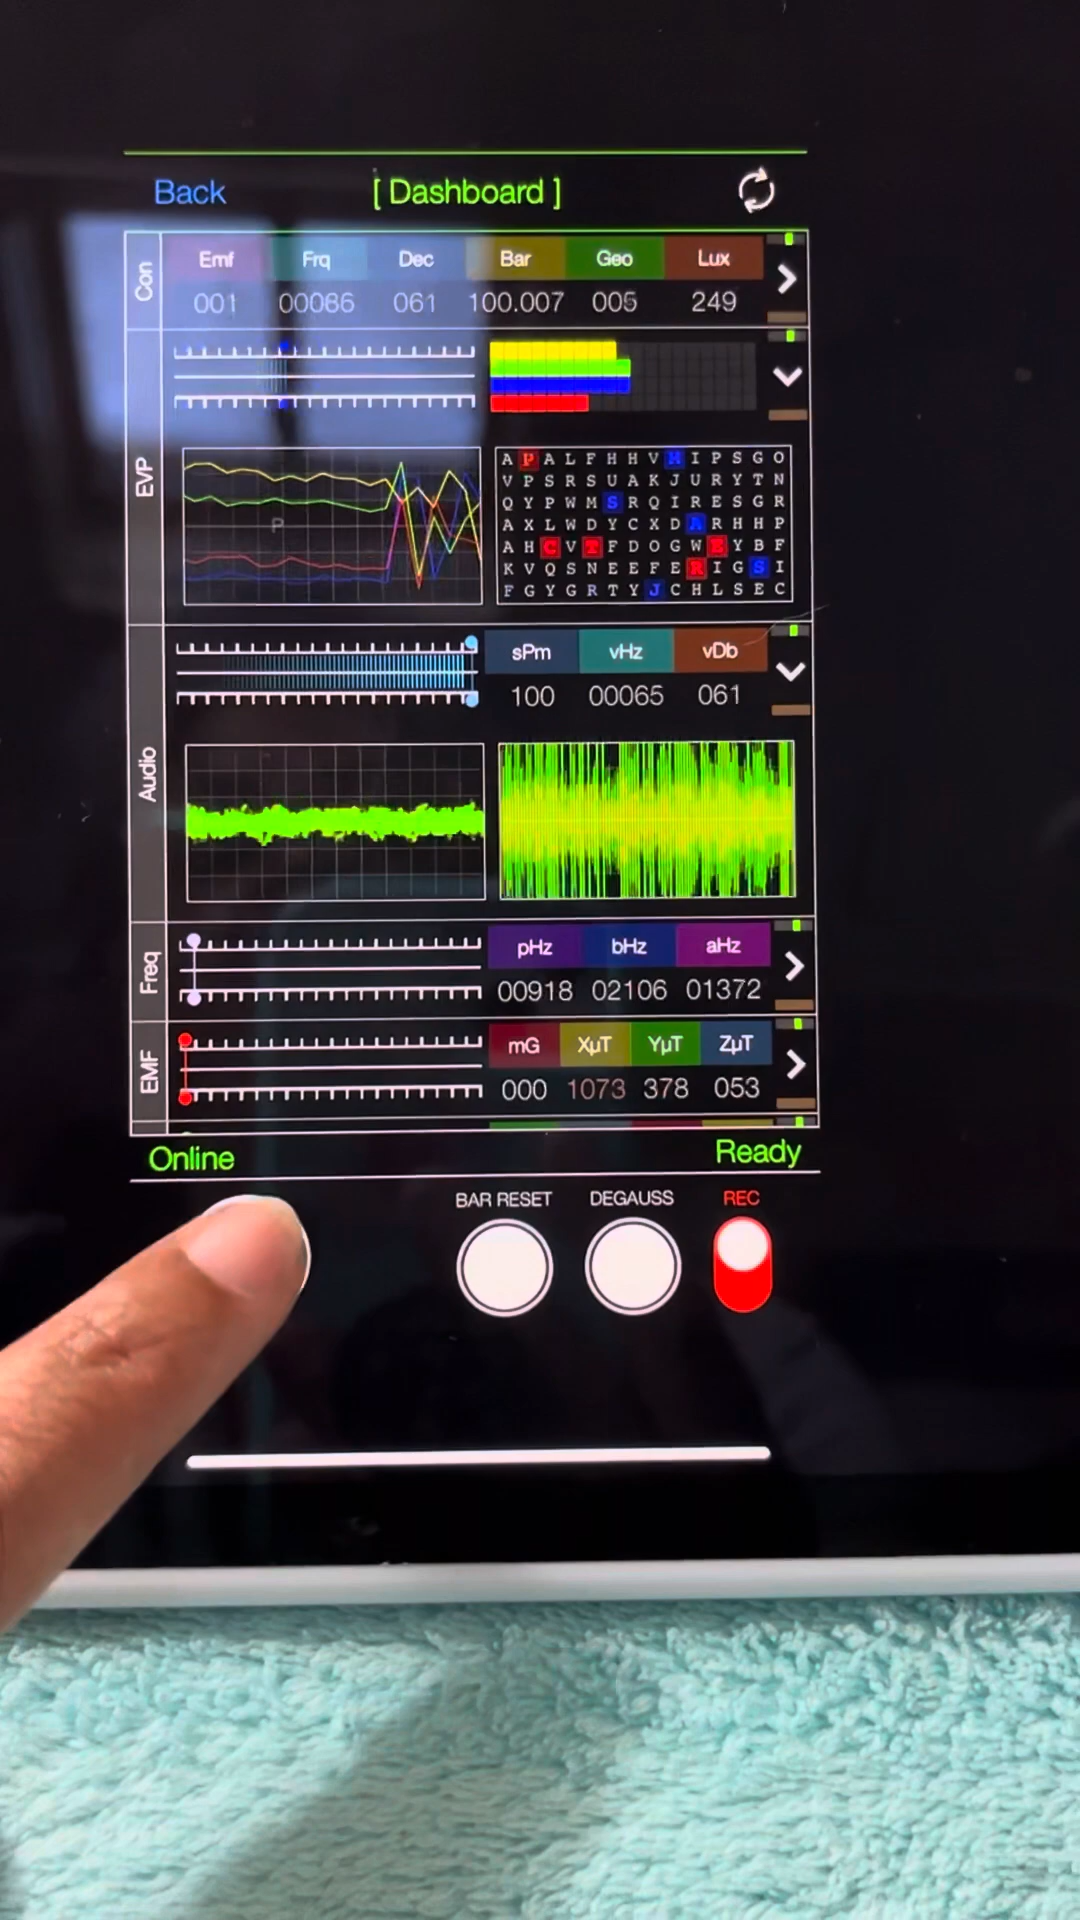 Back [ Dashboard ]
Con Emf Frq Dec Bar Geo Lux
001 00086 061 100.007 005 249
EVP
P
A P A L F H H V M I P S G O
V P S R S U A K J U R Y T N
Q Y P W M S R Q I R E S G R
A X L W D Y C X D A R H H P
A H C V T F D O G W E Y B F
K V Q S N E E F E R I G S I
F G Y G R T Y J C H L S E C
Audio
sPm vHz vDb
100 00065 061
Freq
pHz bHz aHz
00918 02106 01372
EMF
mG XµT YµT ZµT
000 1073 378 053
Online Ready
BAR RESET DEGAUSS REC